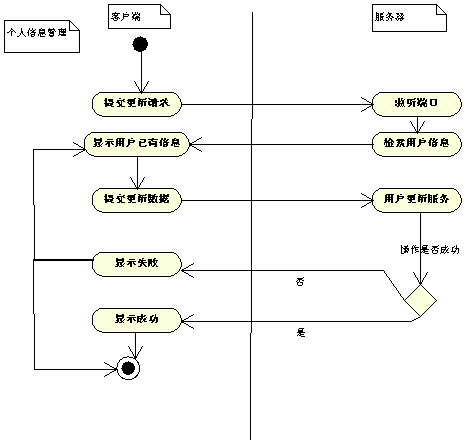 个人信息管理
客户端
服务器
提交更新请求
监听端口
显示用户已有信息
检索用户信息
提交更新数据
用户更新服务
操作是否成功
显示失败
否
显示成功
是